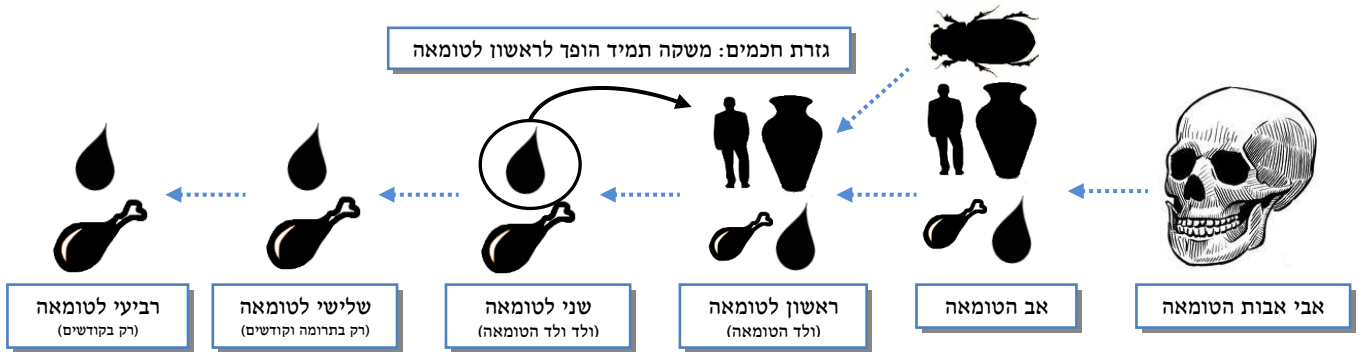 גזרת חכמים: משקה תמיד הופך לראשון לטומאה
אבי אבות הטומאה
אב הטומאה
ראשון לטומאה
(ולד הטומאה)
שני לטומאה
(ולד ולד הטומאה)
שלישי לטומאה
(רק בתרומה וקודשים)
רביעי לטומאה
(רק בקודשים)